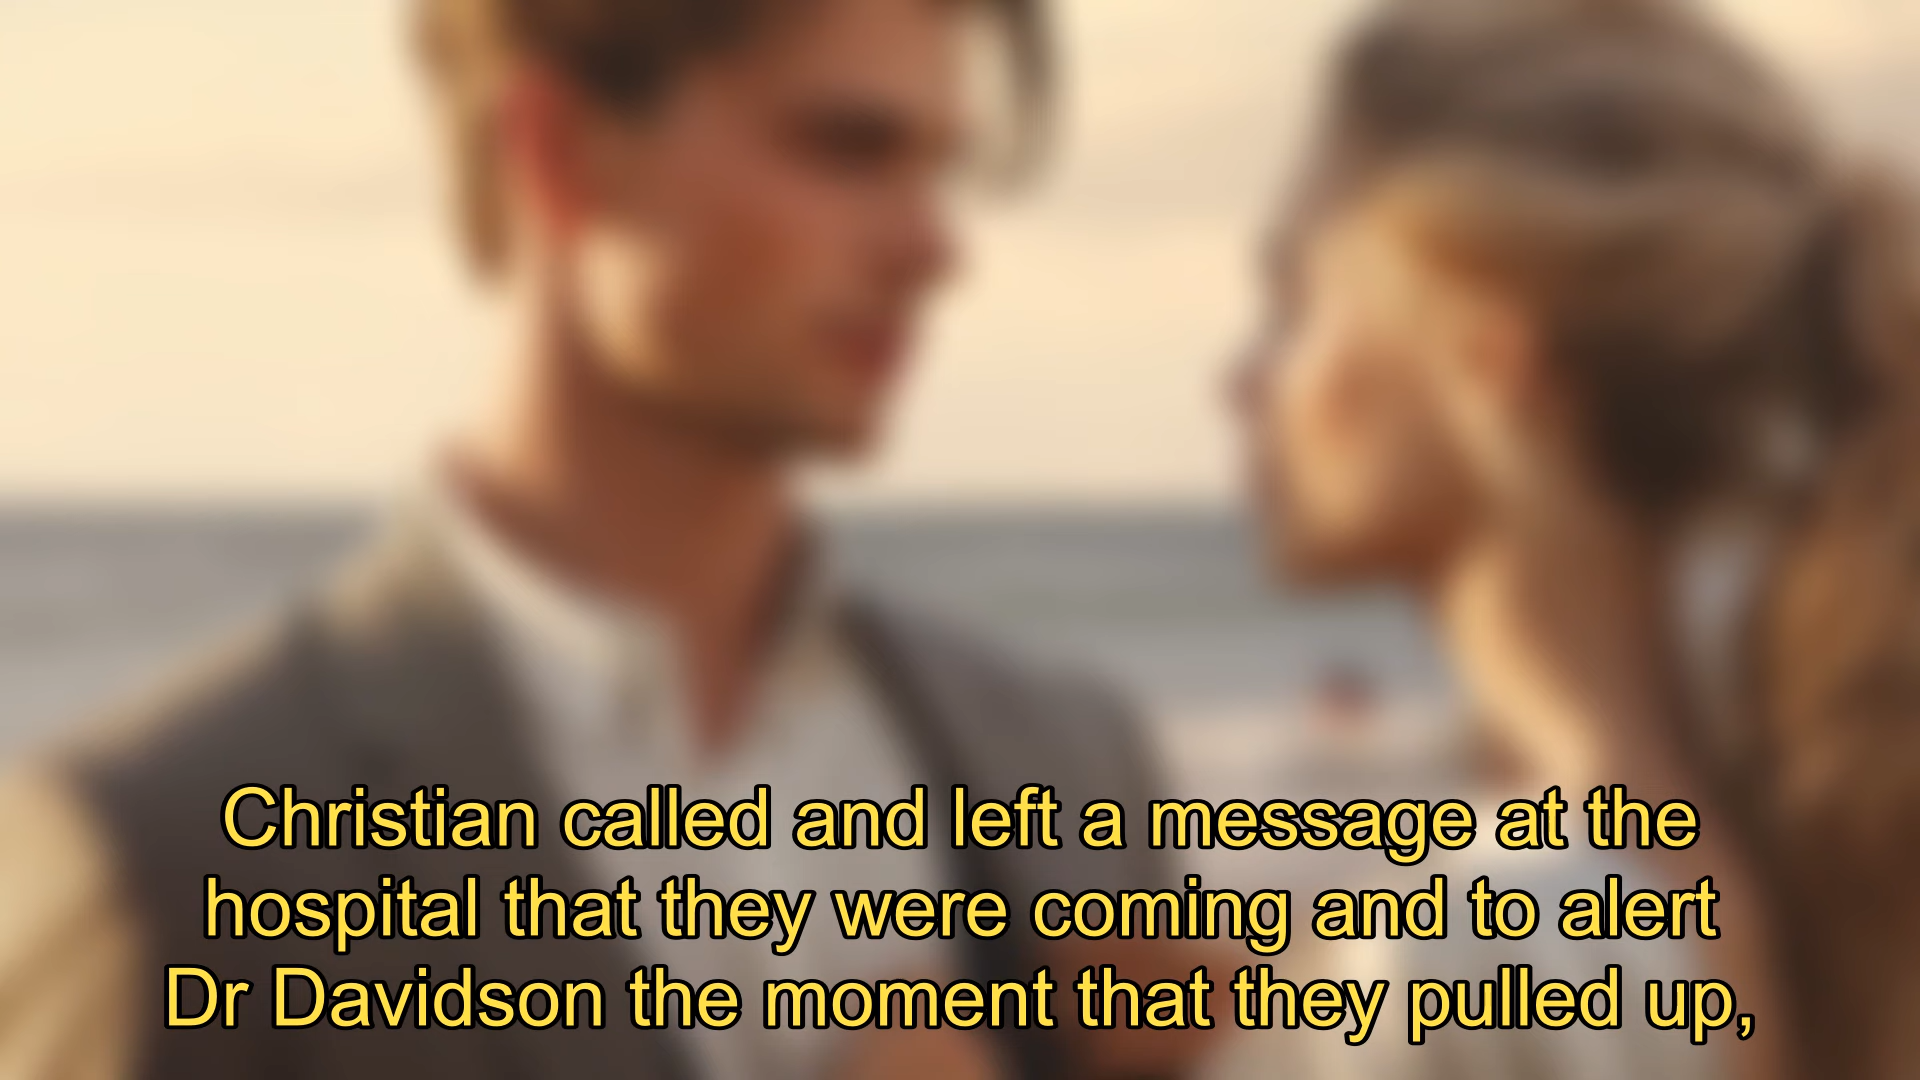 Christian called and left a message at the
hospital that they were coming and to alert
Dr Davidson the moment that they pulled up,